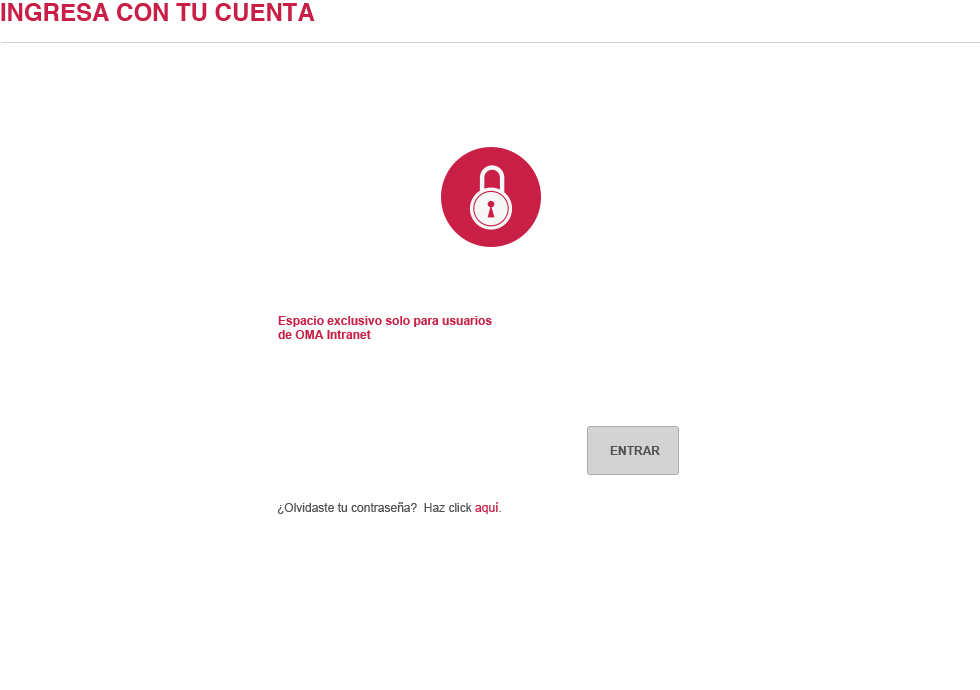 INGRESA CON TU CUENTA
Espacio exclusivo solo para usuarios
de OMA Intranet
ENTRAR
¿Olvidaste tu contraseña? Haz click aquí.